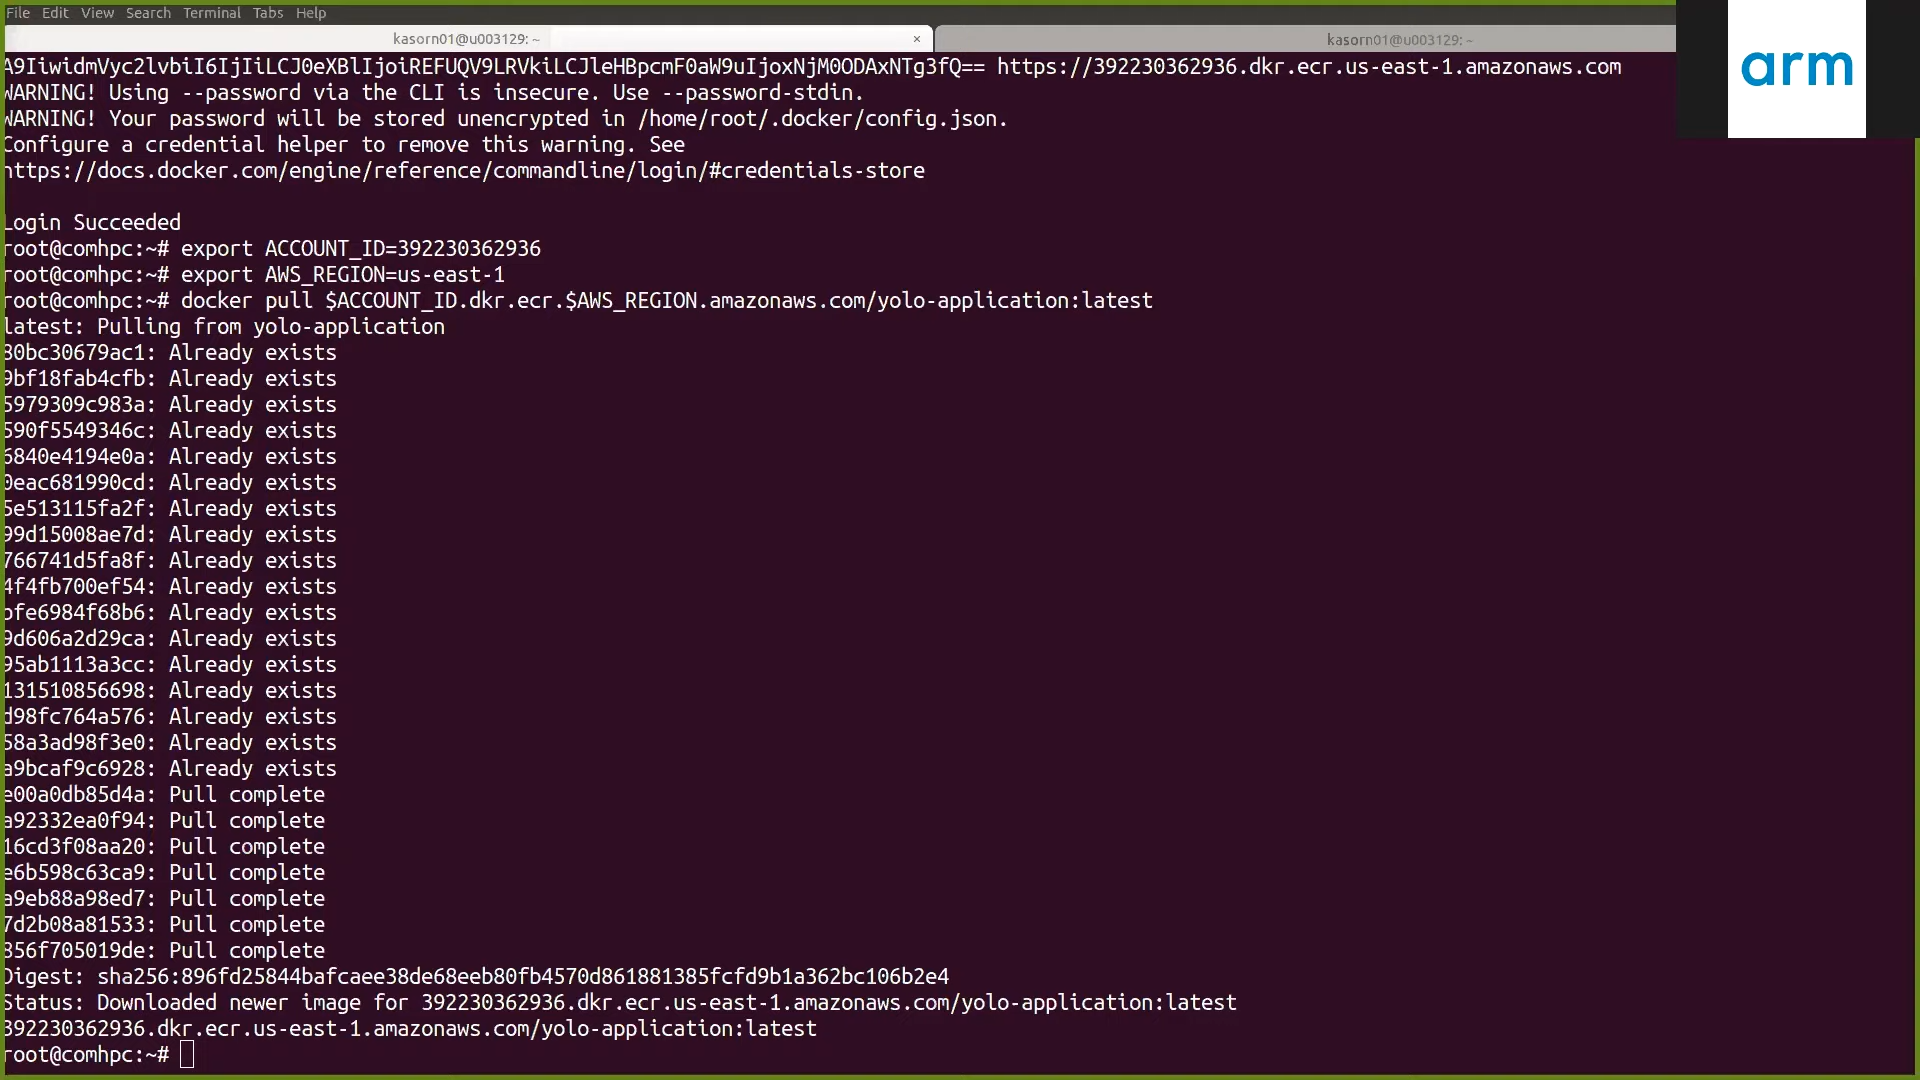 File Edit View Search Terminal Tabs Help
kasorn01@u003129: ~ ×
kasorn01@u003129: ~
arm
A9IiwidmVyc2lvbiI6IjIiLCJ0eXBlIjoiREFUQV9LRVkiLCJleHBpcmF0aW9uIjoxNjM0ODAxNTg3fQ== https://392230362936.dkr.ecr.us-east-1.amazonaws.com
WARNING! Using --password via the CLI is insecure. Use --password-stdin.
WARNING! Your password will be stored unencrypted in /home/root/.docker/config.json.
Configure a credential helper to remove this warning. See
https://docs.docker.com/engine/reference/commandline/login/#credentials-store
Login Succeeded
root@comhpc:~# export ACCOUNT_ID=392230362936
root@comhpc:~# export AWS_REGION=us-east-1
root@comhpc:~# docker pull $ACCOUNT_ID.dkr.ecr.$AWS_REGION.amazonaws.com/yolo-application:latest
latest: Pulling from yolo-application
80bc30679ac1: Already exists
9bf18fab4cfb: Already exists
5979309c983a: Already exists
590f5549346c: Already exists
6840e4194e0a: Already exists
0eac681990cd: Already exists
5e513115fa2f: Already exists
99d15008ae7d: Already exists
766741d5fa8f: Already exists
4f4fb700ef54: Already exists
bfe6984f68b6: Already exists
9d606a2d29ca: Already exists
95ab1113a3cc: Already exists
131510856698: Already exists
d98fc764a576: Already exists
58a3ad98f3e0: Already exists
a9bcaf9c6928: Already exists
e00a0db85d4a: Pull complete
a92332ea0f94: Pull complete
16cd3f08aa20: Pull complete
e6b598c63ca9: Pull complete
a9eb88a98ed7: Pull complete
7d2b08a81533: Pull complete
856f705019de: Pull complete
Digest: sha256:896fd25844bafcaee38de68eeb80fb4570d861881385fcfd9b1a362bc106b2e4
Status: Downloaded newer image for 392230362936.dkr.ecr.us-east-1.amazonaws.com/yolo-application:latest
392230362936.dkr.ecr.us-east-1.amazonaws.com/yolo-application:latest
root@comhpc:~#